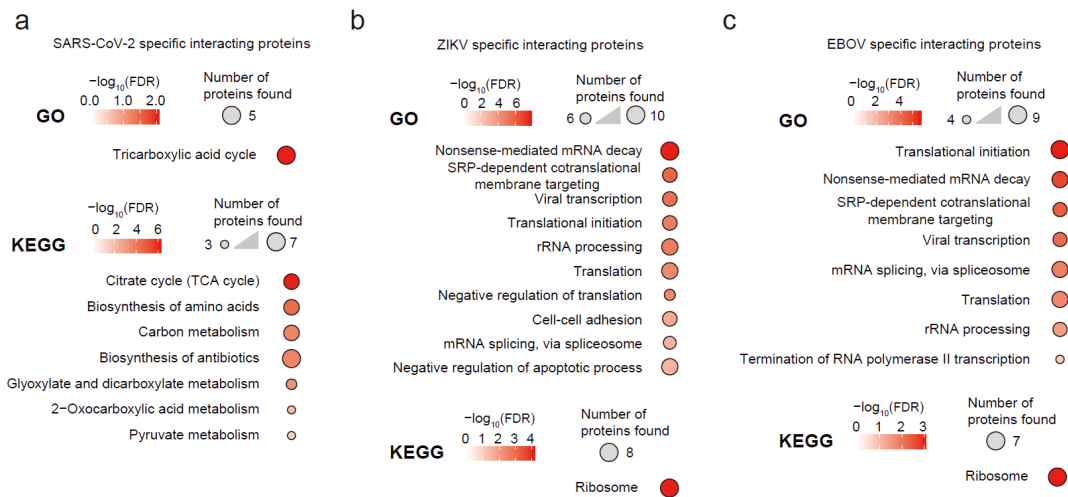 a
SARS-CoV-2 specific interacting proteins
GO
−log10(FDR)
0.0 1.0 2.0
Number of
proteins found
5
Tricarboxylic acid cycle
KEGG
−log10(FDR)
0 2 4 6
Number of
proteins found
3 7
Citrate cycle (TCA cycle)
Biosynthesis of amino acids
Carbon metabolism
Biosynthesis of antibiotics
Glyoxylate and dicarboxylate metabolism
2−Oxocarboxylic acid metabolism
Pyruvate metabolism
b
ZIKV specific interacting proteins
GO
−log10(FDR)
0 2 4 6
Number of
proteins found
6 10
Nonsense-mediated mRNA decay
SRP-dependent cotranslational
membrane targeting
Viral transcription
Translational initiation
rRNA processing
Translation
Negative regulation of translation
Cell-cell adhesion
mRNA splicing, via spliceosome
Negative regulation of apoptotic process
KEGG
−log10(FDR)
0 1 2 3 4
Number of
proteins found
8
Ribosome
c
EBOV specific interacting proteins
GO
−log10(FDR)
0 2 4
Number of
proteins found
4 9
Translational initiation
Nonsense-mediated mRNA decay
SRP-dependent cotranslational
membrane targeting
Viral transcription
mRNA splicing, via spliceosome
Translation
rRNA processing
Termination of RNA polymerase II transcription
KEGG
−log10(FDR)
0 1 2 3
Number of
proteins found
7
Ribosome